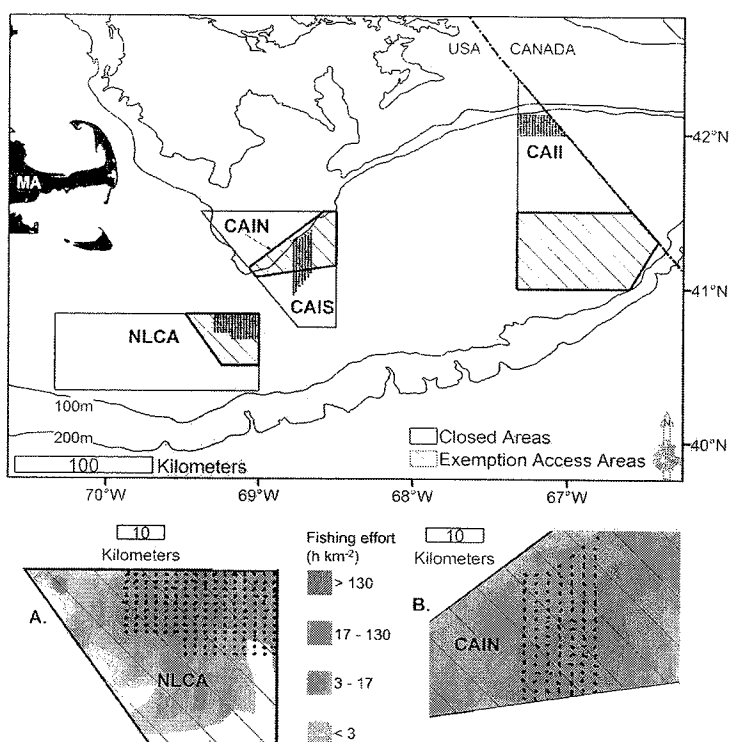 USA CANADA
42°N
CAII
MA
CAIN
CAIS
41°N
NLCA
100m
200m
Closed Areas
Exemption Access Areas
N
40°N
100 Kilometers
70°W 69°W 68°W 67°W
10
Kilometers
Fishing effort
(h km⁻²)
> 130
17 - 130
3 - 17
< 3
10
Kilometers
A.
NLCA
B.
CAIN